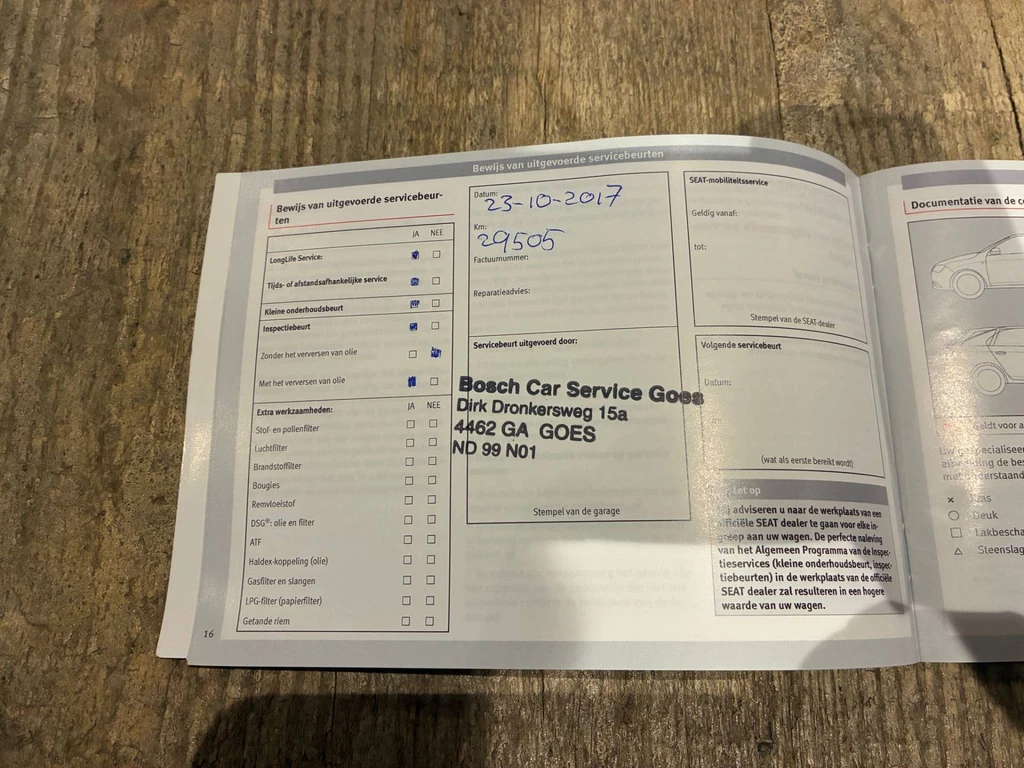 Bewijs van uitgevoerde servicebeurten
Bewijs van uitgevoerde servicebeur-
ten
JA NEE
LongLife Service:
Tijds- of afstandsafhankelijke service
Kleine onderhoudsbeurt
Inspectiebeurt
Zonder het verversen van olie
Met het verversen van olie
Extra werkzaamheden: JA NEE
Stof- en pollenfilter
Luchtfilter
Brandstoffilter
Bougies
Remvloeistof
DSG®: olie en filter
ATF
Haldex-koppeling (olie)
Gasfilter en slangen
LPG-filter (papierfilter)
Getande riem
16
Datum:
23-10-2017
Km:
29505
Factuurnummer:
Reparatieadvies:
Servicebeurt uitgevoerd door:
Bosch Car Service Goes
Dirk Dronkersweg 15a
4462 GA GOES
ND 99 N01
Stempel van de garage
SEAT-mobiliteitsservice
Geldig vanaf:
tot:
Stempel van de SEAT-dealer
Volgende servicebeurt
Datum:
(wat als eerste bereikt wordt)
Let op
adviseren u naar de werkplaats van een
officiële SEAT dealer te gaan voor elke in-
greep aan uw wagen. De perfecte naleving
van het Algemeen Programma van de Inspec-
tieservices (kleine onderhoudsbeurt, inspec-
tiebeurten) in de werkplaats van de officiële
SEAT dealer zal resulteren in een hogere
waarde van uw wagen.
Documentatie van de
Geldt voor
Kras
Deuk
Lakbescha
Steenslag